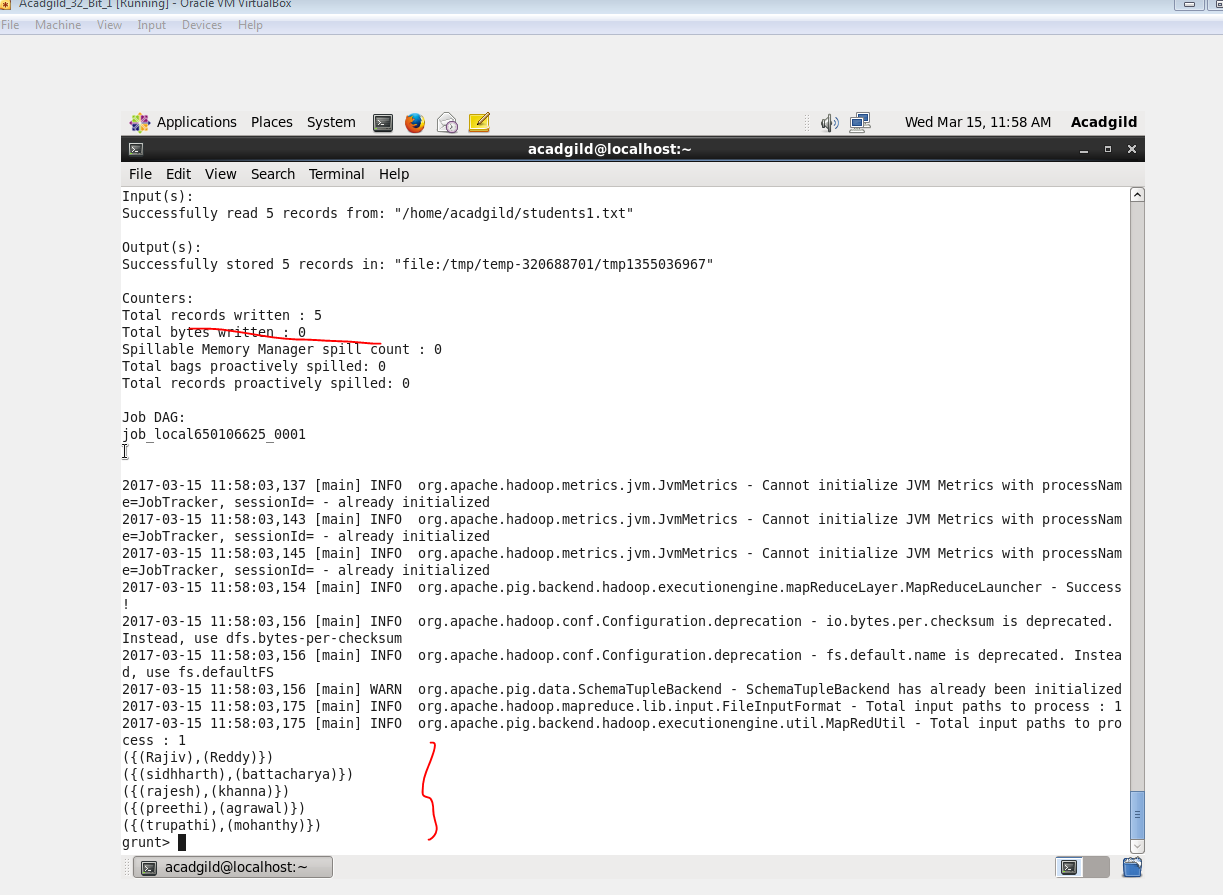 Acadgild_32_Bit_1 [Running] - Oracle VM VirtualBox
File Machine View Input Devices Help
Applications Places System Wed Mar 15, 11:58 AM Acadgild
acadgild@localhost:~
File Edit View Search Terminal Help
Input(s):
Successfully read 5 records from: "/home/acadgild/students1.txt"
Output(s):
Successfully stored 5 records in: "file:/tmp/temp-320688701/tmp1355036967"
Counters:
Total records written : 5
Total bytes written : 0
Spillable Memory Manager spill count : 0
Total bags proactively spilled: 0
Total records proactively spilled: 0
Job DAG:
job_local650106625_0001
2017-03-15 11:58:03,137 [main] INFO  org.apache.hadoop.metrics.jvm.JvmMetrics - Cannot initialize JVM Metrics with processNam
e=JobTracker, sessionId= - already initialized
2017-03-15 11:58:03,143 [main] INFO  org.apache.hadoop.metrics.jvm.JvmMetrics - Cannot initialize JVM Metrics with processNam
e=JobTracker, sessionId= - already initialized
2017-03-15 11:58:03,145 [main] INFO  org.apache.hadoop.metrics.jvm.JvmMetrics - Cannot initialize JVM Metrics with processNam
e=JobTracker, sessionId= - already initialized
2017-03-15 11:58:03,154 [main] INFO  org.apache.pig.backend.hadoop.executionengine.mapReduceLayer.MapReduceLauncher - Success
!
2017-03-15 11:58:03,156 [main] INFO  org.apache.hadoop.conf.Configuration.deprecation - io.bytes.per.checksum is deprecated.
Instead, use dfs.bytes-per-checksum
2017-03-15 11:58:03,156 [main] INFO  org.apache.hadoop.conf.Configuration.deprecation - fs.default.name is deprecated. Instea
d, use fs.defaultFS
2017-03-15 11:58:03,156 [main] WARN  org.apache.pig.data.SchemaTupleBackend - SchemaTupleBackend has already been initialized
2017-03-15 11:58:03,175 [main] INFO  org.apache.hadoop.mapreduce.lib.input.FileInputFormat - Total input paths to process : 1
2017-03-15 11:58:03,175 [main] INFO  org.apache.pig.backend.hadoop.executionengine.util.MapRedUtil - Total input paths to pro
cess : 1
({(Rajiv),(Reddy)})
({(sidhharth),(battacharya)})
({(rajesh),(khanna)})
({(preethi),(agrawal)})
({(trupathi),(mohanthy)})
grunt>
acadgild@localhost:~